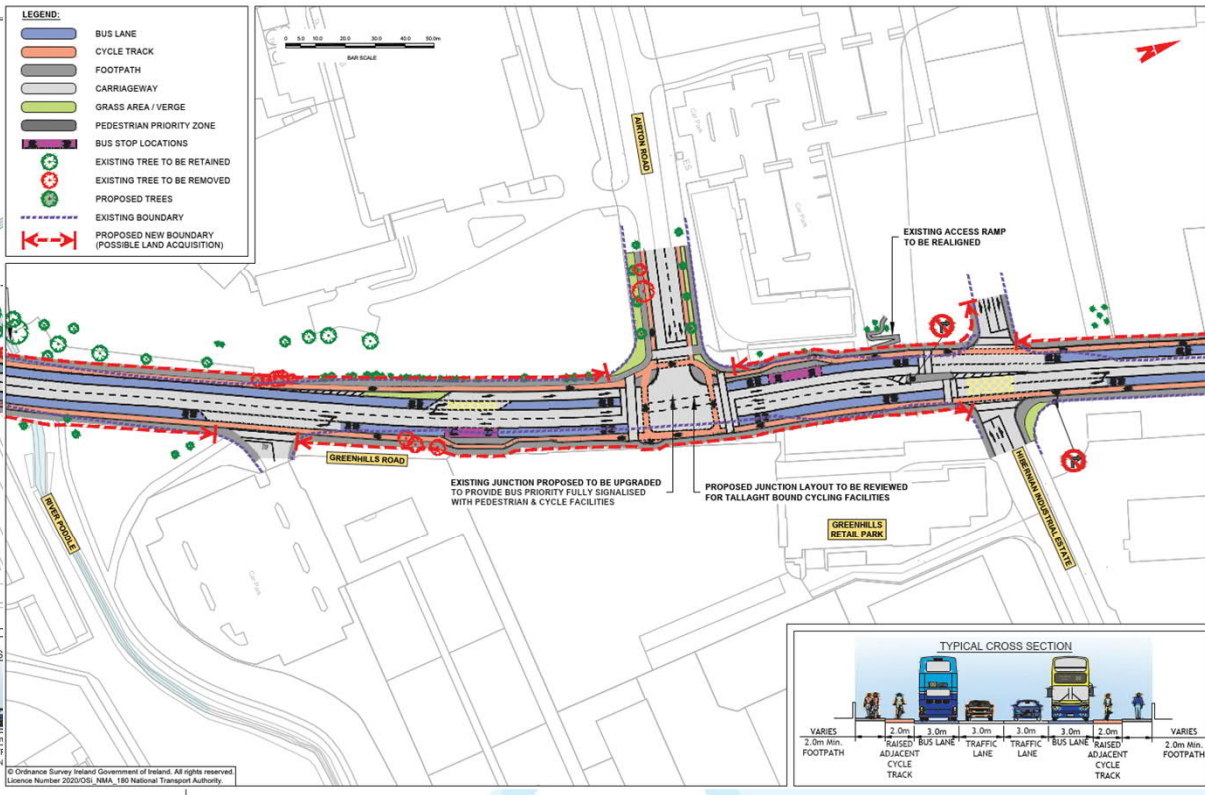 LEGEND:
BUS LANE
CYCLE TRACK
FOOTPATH
CARRIAGEWAY
GRASS AREA / VERGE
PEDESTRIAN PRIORITY ZONE
BUS STOP LOCATIONS
EXISTING TREE TO BE RETAINED
EXISTING TREE TO BE REMOVED
PROPOSED TREES
EXISTING BOUNDARY
PROPOSED NEW BOUNDARY
(POSSIBLE LAND ACQUISITION)
0 5.0 10.0 20.0 30.0 40.0 50.0m
BAR SCALE
N
AIRTON ROAD
Car Park
ES
Car Park
EXISTING ACCESS RAMP
TO BE REALIGNED
GREENHILLS ROAD
RIVER PODDLE
Car Park
EXISTING JUNCTION PROPOSED TO BE UPGRADED
TO PROVIDE BUS PRIORITY FULLY SIGNALISED
WITH PEDESTRIAN & CYCLE FACILITIES
PROPOSED JUNCTION LAYOUT TO BE REVIEWED
FOR TALLAGHT BOUND CYCLING FACILITIES
GREENHILLS
RETAIL PARK
HIBERNIAN INDUSTRIAL ESTATE
TYPICAL CROSS SECTION
VARIES
2.0m Min.
FOOTPATH
2.0m
RAISED
ADJACENT
CYCLE
TRACK
3.0m
BUS LANE
3.0m
TRAFFIC
LANE
3.0m
TRAFFIC
LANE
3.0m
BUS LANE
2.0m
RAISED
ADJACENT
CYCLE
TRACK
VARIES
2.0m Min.
FOOTPATH
© Ordnance Survey Ireland Government of Ireland. All rights reserved.
Licence Number 2020/OSi_NMA_180 National Transport Authority.